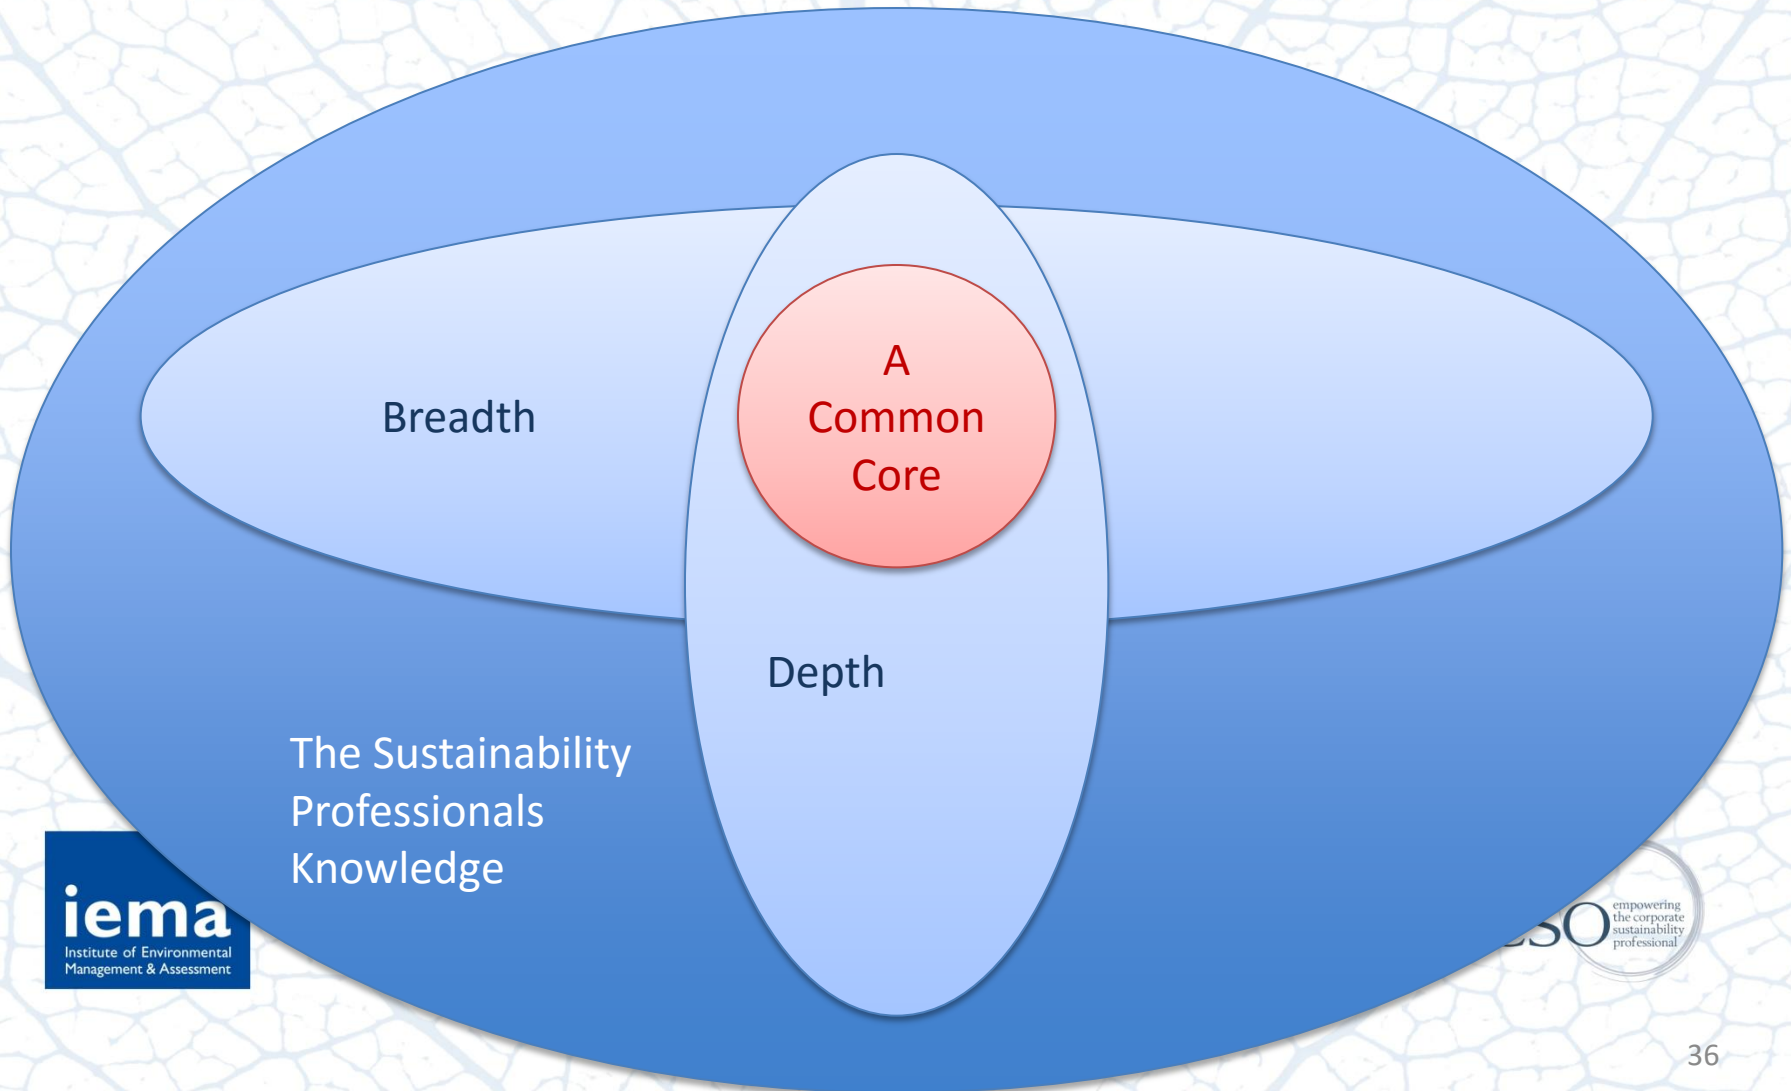 A
Common
Core
Breadth
Depth
The Sustainability
Professionals
Knowledge
iema
Institute of Environmental
Management & Assessment
empowering
the corporate
sustainability
professional
36